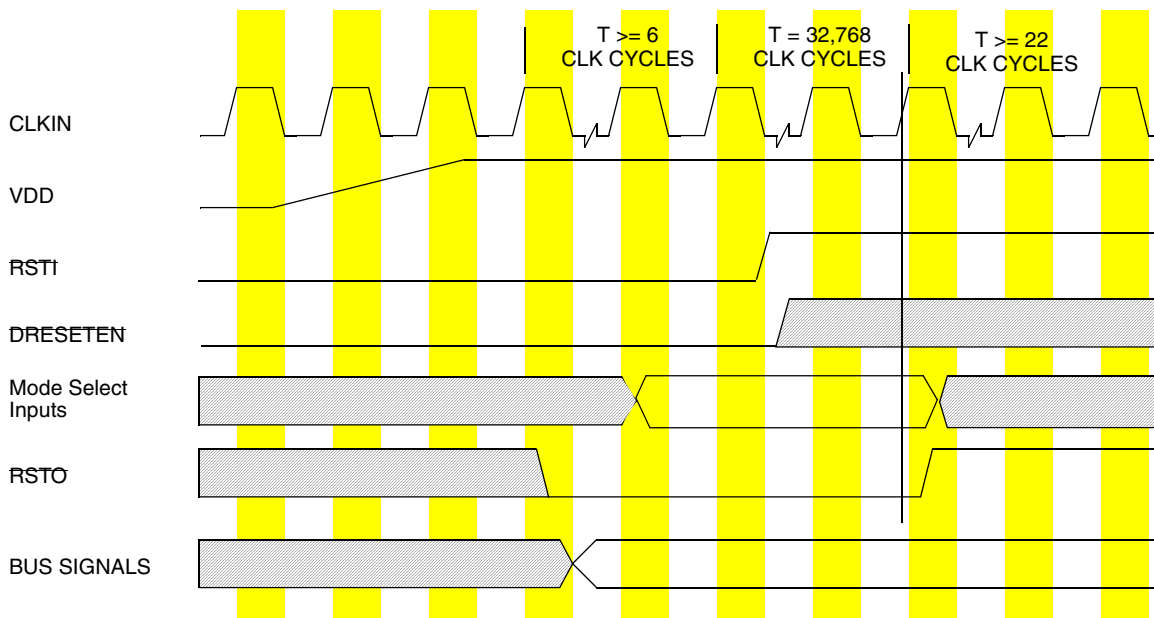 T >= 6
CLK CYCLES
T = 32,768
CLK CYCLES
T >= 22
CLK CYCLES
CLKIN
VDD
RSTI
DRESETEN
Mode Select
Inputs
RSTO
BUS SIGNALS